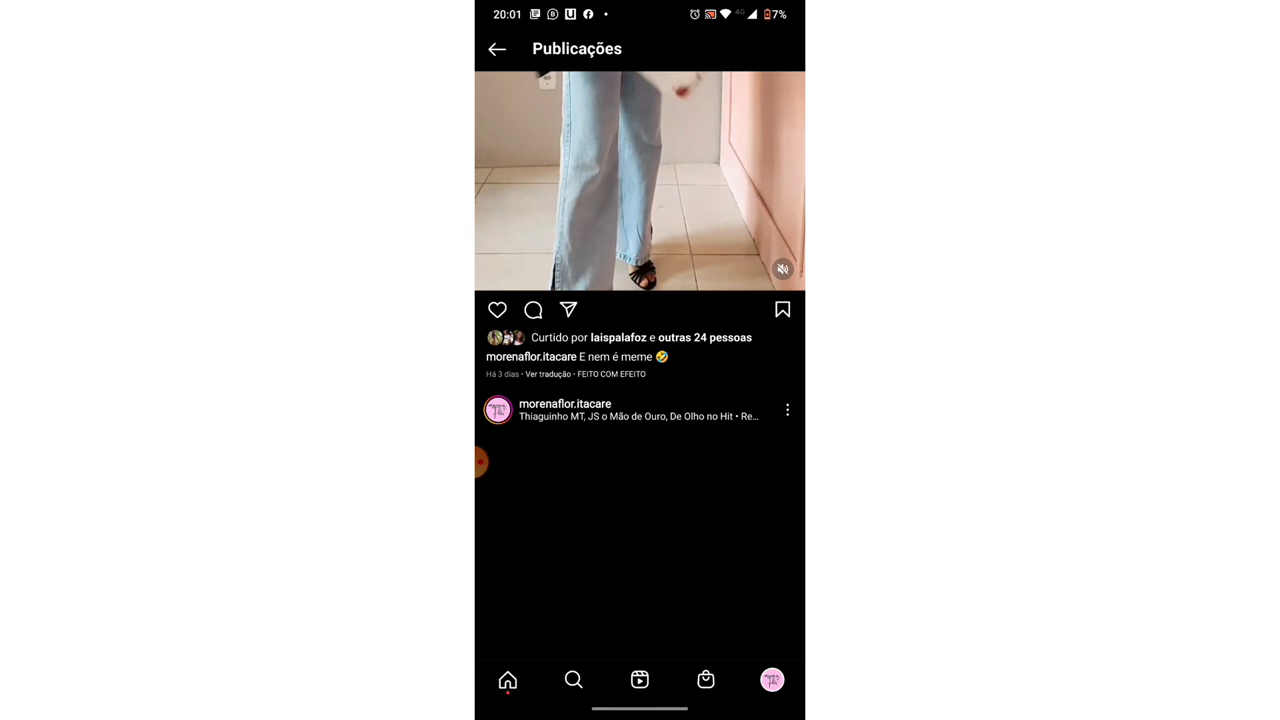 20:01 4G 7%
Publicações
Curtido por laispalafoz e outras 24 pessoas
morenaflor.itacare E nem é meme 🤣
Há 3 dias • Ver tradução • FEITO COM EFEITO
morenaflor.itacare
Thiaguinho MT, JS o Mão de Ouro, De Olho no Hit • Re...